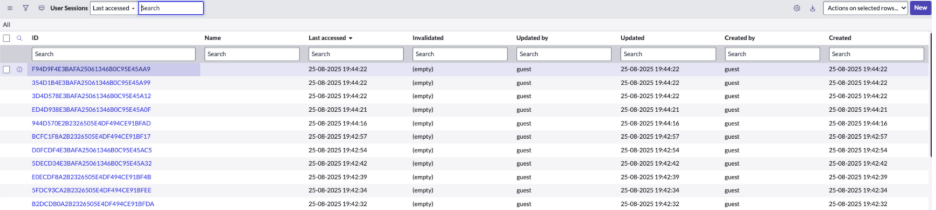 User Sessions Last accessed Search Actions on selected rows... New
All
ID Name Last accessed Invalidated Updated by Updated Created by Created
Search Search Search Search Search Search Search Search
F94D9F4E3BAFA25061346B0C95E45AA9 25-08-2025 19:44:22 (empty) guest 25-08-2025 19:44:22 guest 25-08-2025 19:44:22
354D1B4E3BAFA25061346B0C95E45A99 25-08-2025 19:44:22 (empty) guest 25-08-2025 19:44:22 guest 25-08-2025 19:44:22
3D4D578E3BAFA25061346B0C95E45A12 25-08-2025 19:44:22 (empty) guest 25-08-2025 19:44:22 guest 25-08-2025 19:44:22
ED4D938E3BAFA25061346B0C95E45A0F 25-08-2025 19:44:21 (empty) guest 25-08-2025 19:44:21 guest 25-08-2025 19:44:21
944D570E2B2326505E4DF494CE91BFAD 25-08-2025 19:44:16 (empty) guest 25-08-2025 19:44:16 guest 25-08-2025 19:44:16
BCFC1F8A2B2326505E4DF494CE91BF17 25-08-2025 19:42:57 (empty) guest 25-08-2025 19:42:57 guest 25-08-2025 19:42:57
D0FCDF4E3BAFA25061346B0C95E45AC5 25-08-2025 19:42:54 (empty) guest 25-08-2025 19:42:54 guest 25-08-2025 19:42:54
5DECD34E3BAFA25061346B0C95E45A32 25-08-2025 19:42:42 (empty) guest 25-08-2025 19:42:42 guest 25-08-2025 19:42:42
E0ECDF8A2B2326505E4DF494CE91BF4B 25-08-2025 19:42:39 (empty) guest 25-08-2025 19:42:39 guest 25-08-2025 19:42:39
5FDC93CA2B2326505E4DF494CE91BFEE 25-08-2025 19:42:34 (empty) guest 25-08-2025 19:42:34 guest 25-08-2025 19:42:34
B2DCDB0A2B2326505E4DF494CE91BFDA 25-08-2025 19:42:32 (empty) guest 25-08-2025 19:42:32 guest 25-08-2025 19:42:32